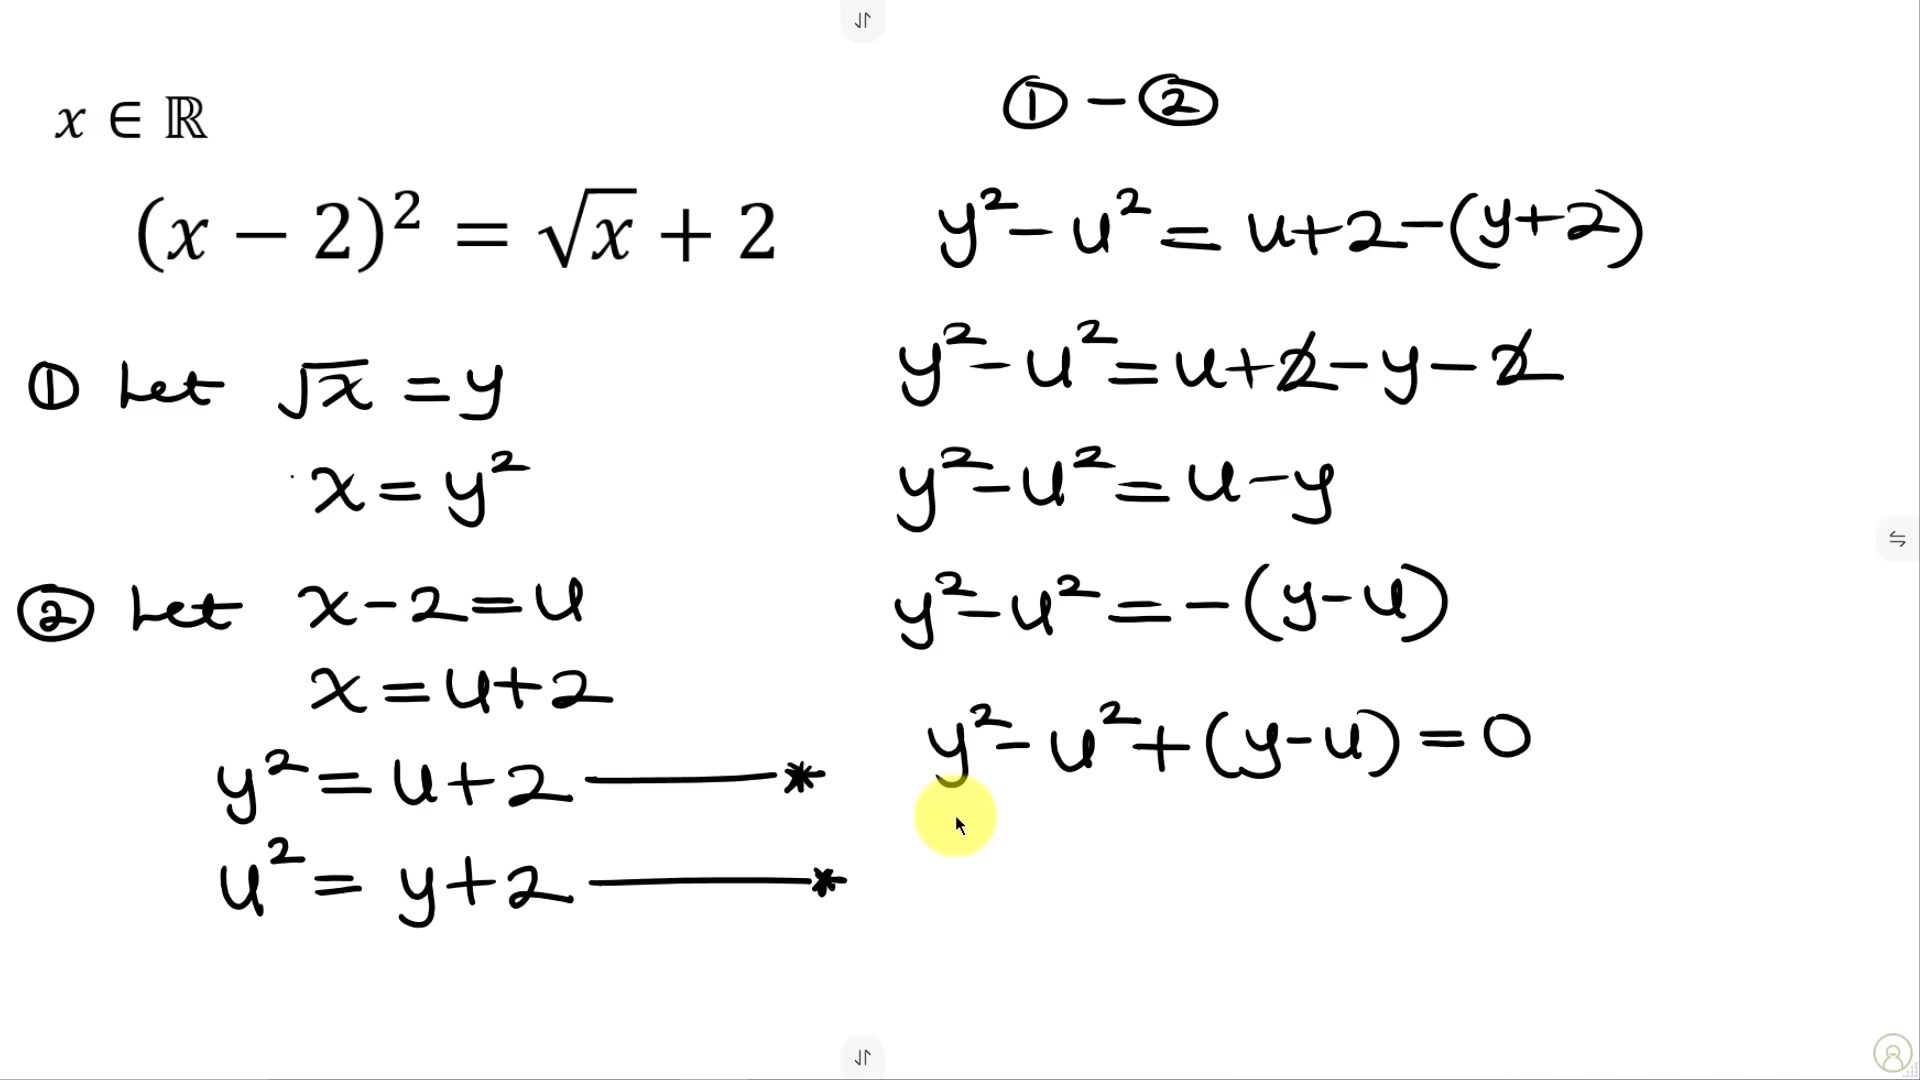 x ∈ ℝ
(x − 2)² = √x + 2
① Let √x = y
x = y²
② Let x − 2 = u
x = u + 2
y² = u + 2 ——— *
u² = y + 2 ——— *
① − ②
y² − u² = u + 2 − (y + 2)
y² − u² = u + 2 − y − 2
y² − u² = u − y
y² − u² = −(y − u)
y² − u² + (y − u) = 0